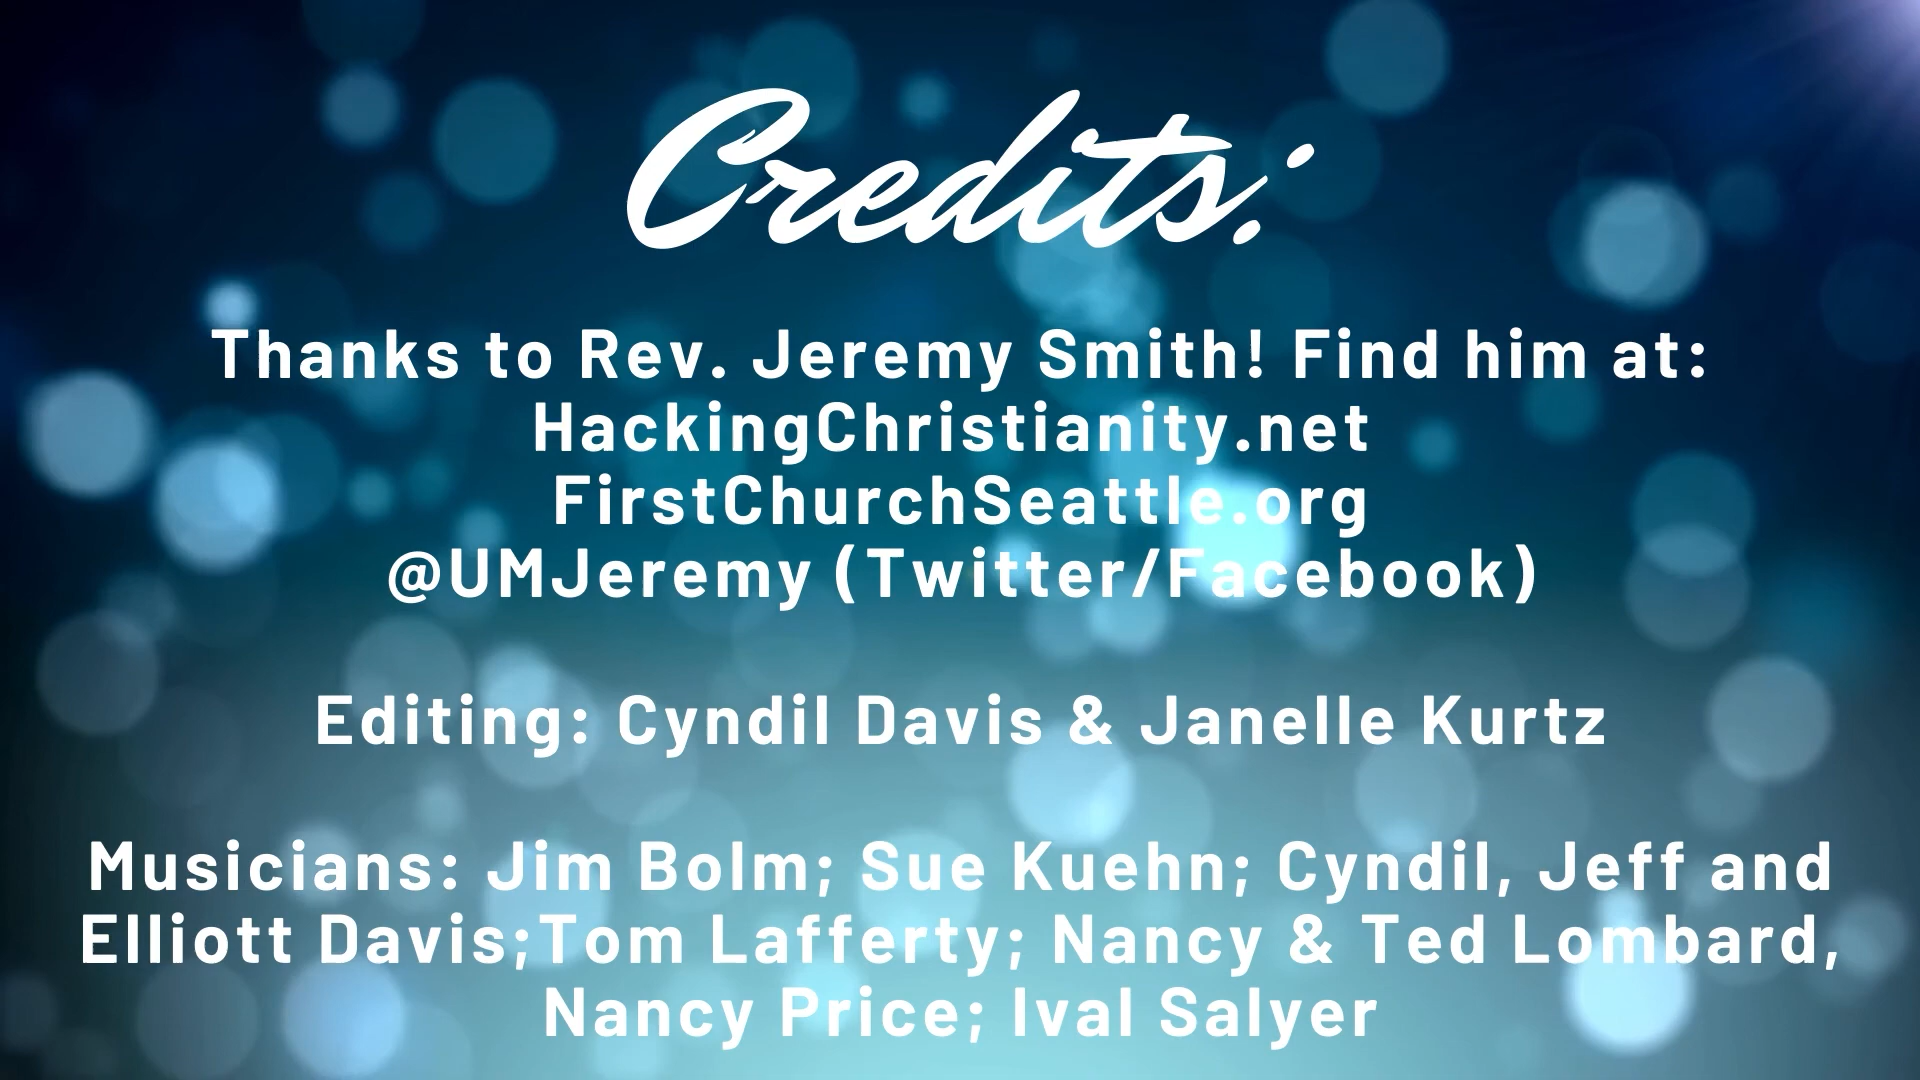 Credits:
Thanks to Rev. Jeremy Smith! Find him at:
HackingChristianity.net
FirstChurchSeattle.org
@UMJeremy (Twitter/Facebook)
Editing: Cyndil Davis & Janelle Kurtz
Musicians: Jim Bolm; Sue Kuehn; Cyndil, Jeff and
Elliott Davis;Tom Lafferty; Nancy & Ted Lombard,
Nancy Price; Ival Salyer